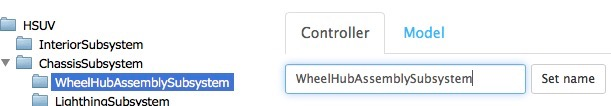 HSUV
InteriorSubsystem
ChassisSubsystem
WheelHubAssemblySubsystem
LighthingSubsystem
Controller Model
WheelHubAssemblySubsystem Set name